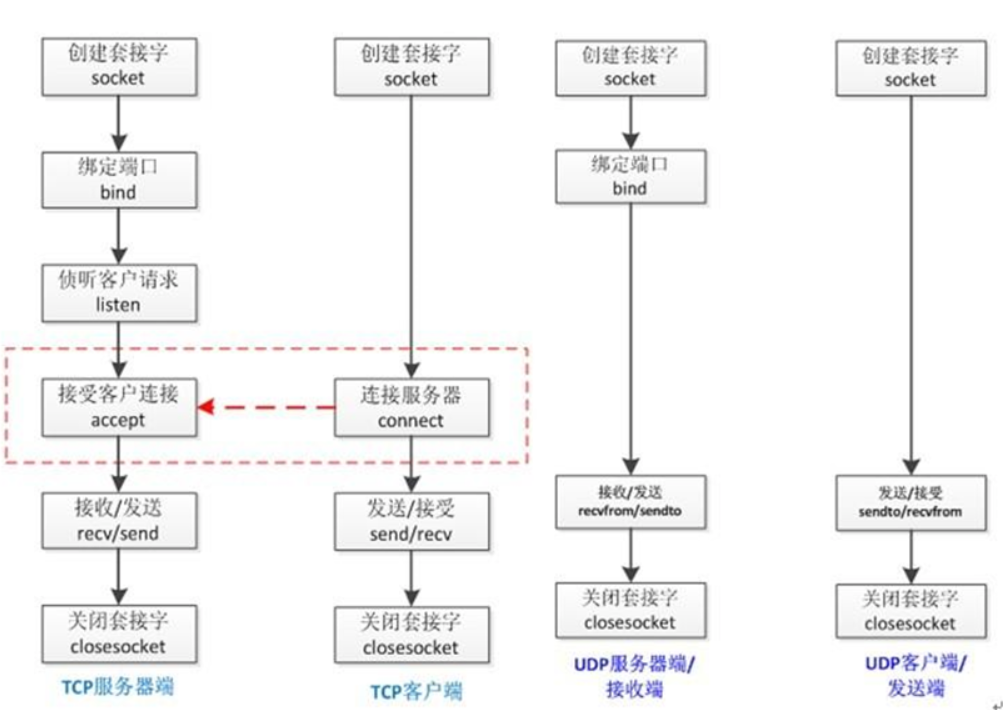 创建套接字
socket
绑定端口
bind
侦听客户请求
listen
接受客户连接
accept
接收/发送
recv/send
关闭套接字
closesocket
TCP服务器端
创建套接字
socket
连接服务器
connect
发送/接受
send/recv
关闭套接字
closesocket
TCP客户端
创建套接字
socket
绑定端口
bind
接收/发送
recvfrom/sendto
关闭套接字
closesocket
UDP服务器端/
接收端
创建套接字
socket
发送/接受
sendto/recvfrom
关闭套接字
closesocket
UDP客户端/
发送端